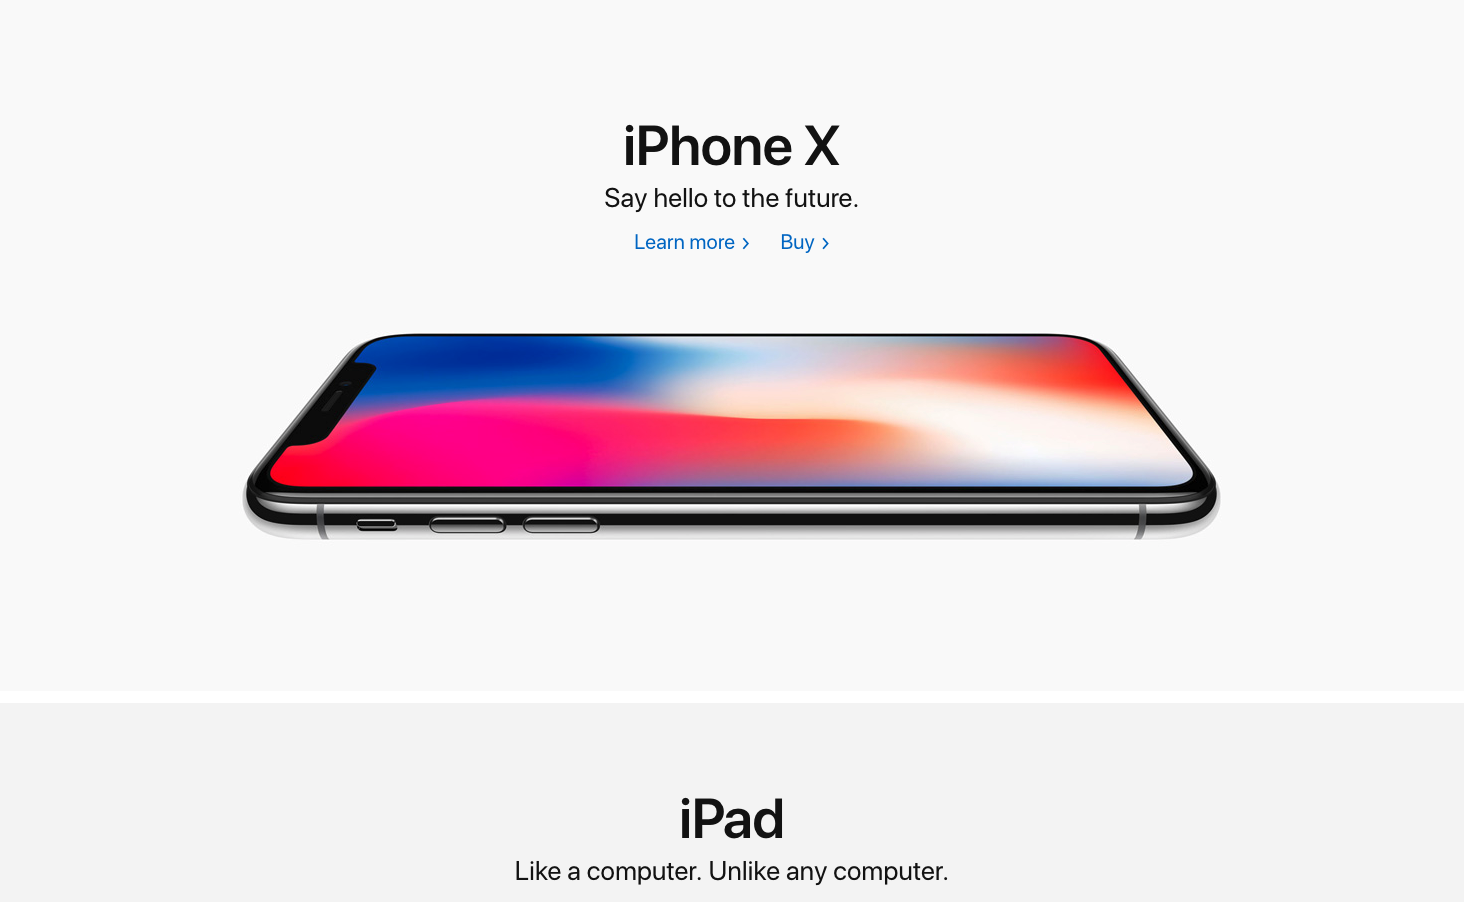 iPhone X
Say hello to the future.
Learn more > Buy >
iPad
Like a computer. Unlike any computer.